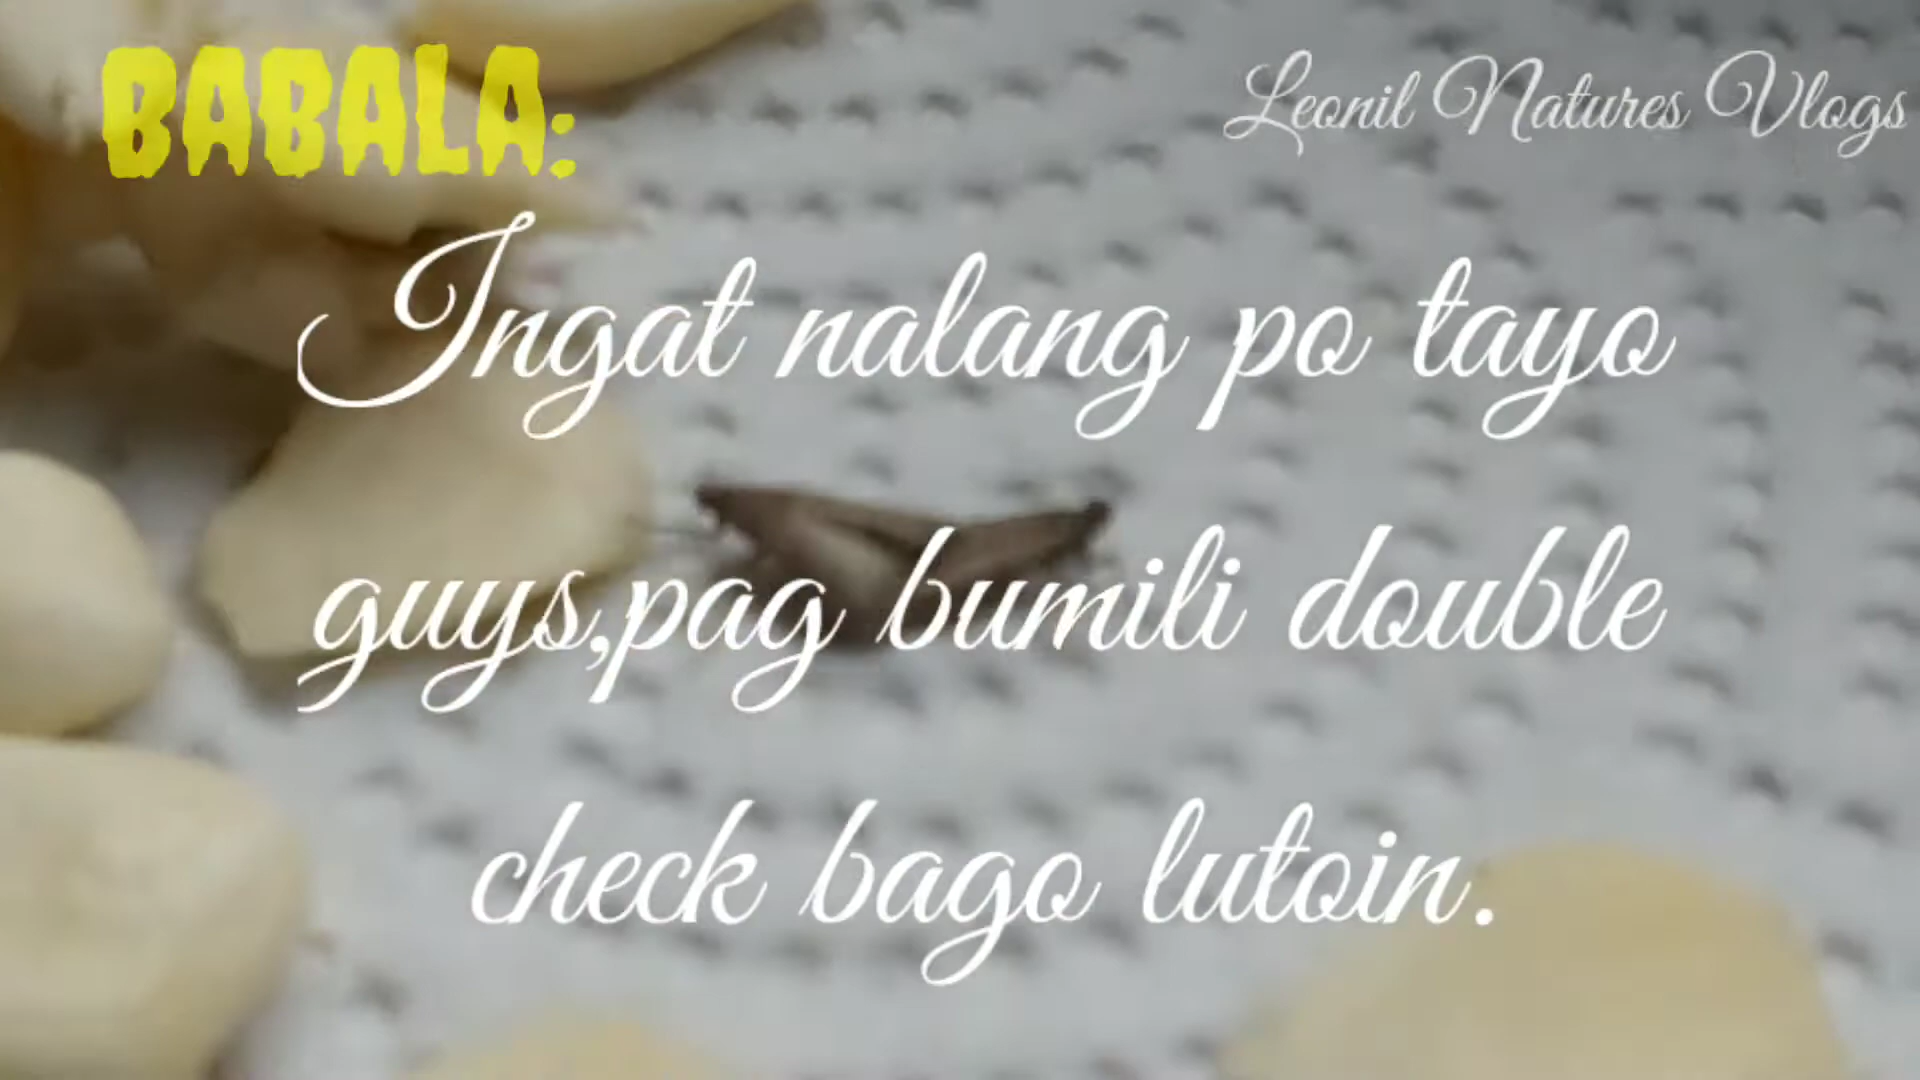 BABALA:
Leonil Natures Vlogs
Ingat nalang po tayo
guys,pag bumili double
check bago lutoin.